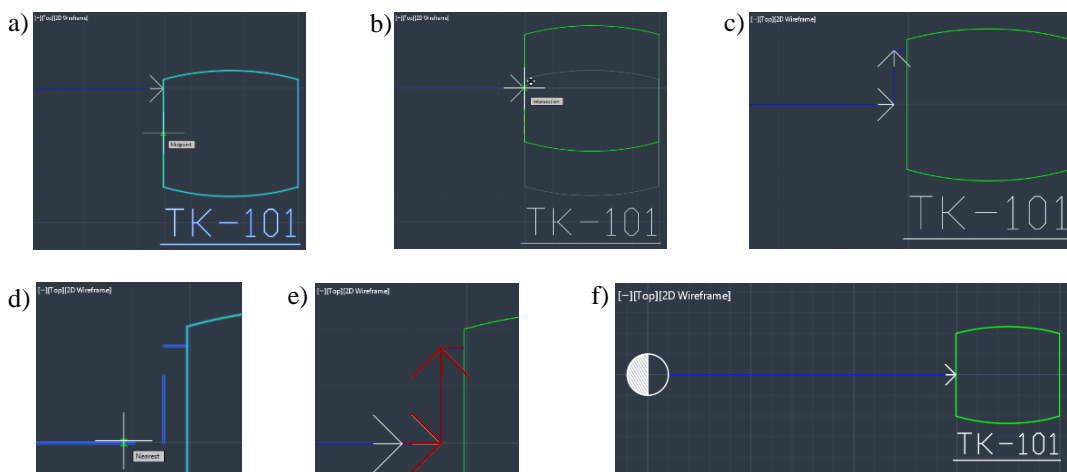 a)
[−][Top][2D Wireframe]
Midpoint
TK-101
b)
[−][Top][2D Wireframe]
Intersection
c)
[−][Top][2D Wireframe]
TK-101
TK-101
d)
[−][Top][2D Wireframe]
Nearest
e)
[−][Top][2D Wireframe]
f)
[−][Top][2D Wireframe]
TK-101